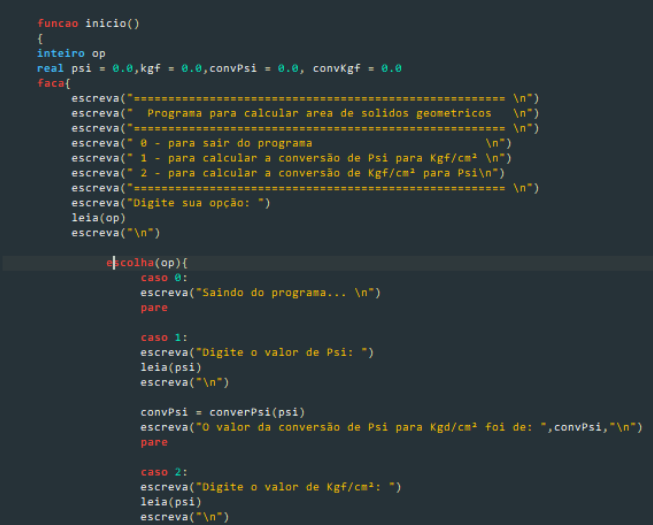 funcao inicio()
{
inteiro op
real psi = 0.0,kgf = 0.0,convPsi = 0.0, convKgf = 0.0
faca{
escreva("===================================================== \n")
escreva("  Programa para calcular area de solidos geometricos   \n")
escreva("===================================================== \n")
escreva(" 0 - para sair do programa                         \n")
escreva(" 1 - para calcular a conversão de Psi para Kgf/cm² \n")
escreva(" 2 - para calcular a conversão de Kgf/cm² para Psi\n")
escreva("===================================================== \n")
escreva("Digite sua opção: ")
leia(op)
escreva("\n")
escolha(op){
caso 0:
escreva("Saindo do programa... \n")
pare
caso 1:
escreva("Digite o valor de Psi: ")
leia(psi)
escreva("\n")
convPsi = converPsi(psi)
escreva("O valor da conversão de Psi para Kgd/cm² foi de: ",convPsi,"\n")
pare
caso 2:
escreva("Digite o valor de Kgf/cm²: ")
leia(psi)
escreva("\n")